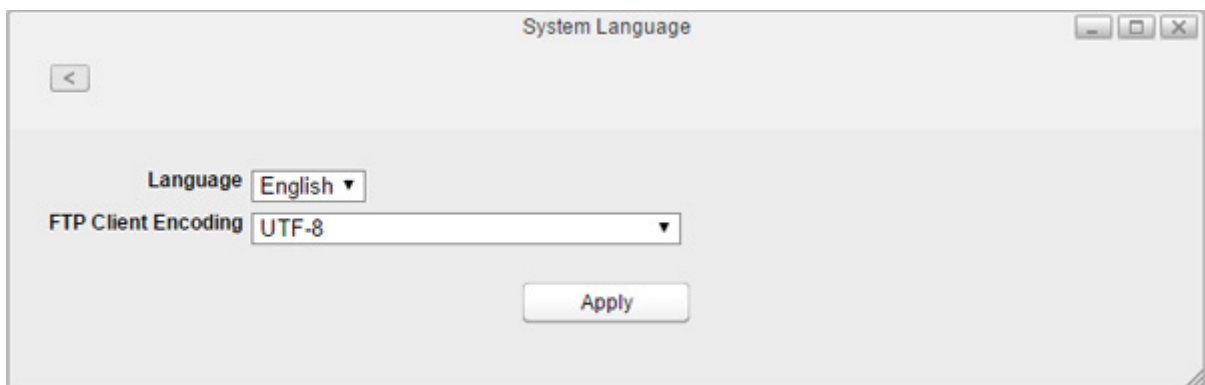 System Language
<
Language English
FTP Client Encoding UTF-8
Apply